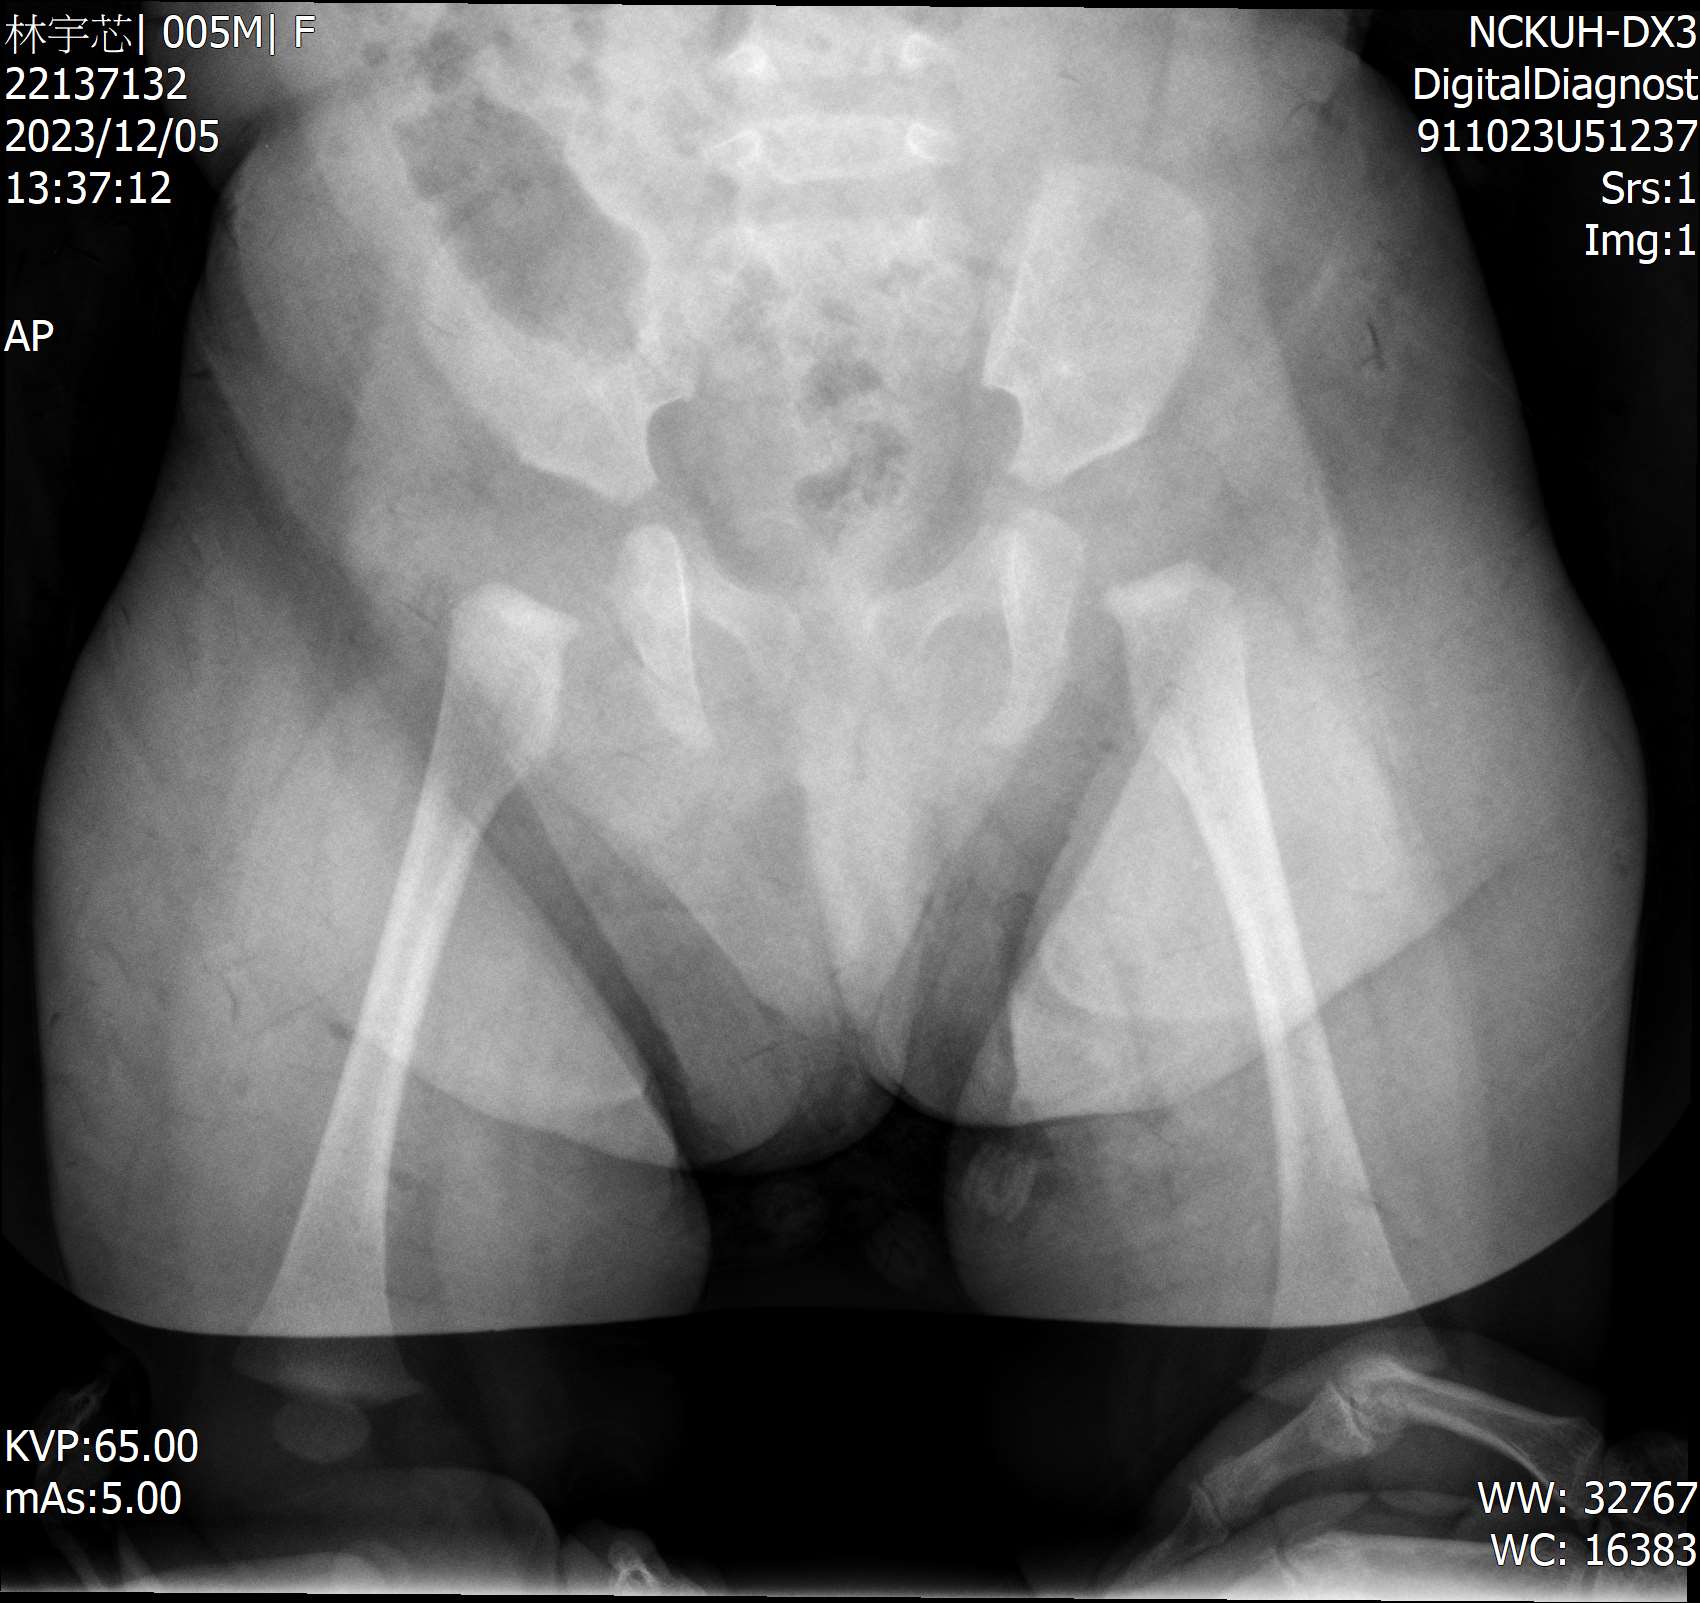 林宇芯| 005M| F
22137132
2023/12/05
13:37:12
AP
NCKUH-DX3
DigitalDiagnost
911023U51237
Srs:1
Img:1
KVP:65.00
mAs:5.00
WW: 32767
WC: 16383